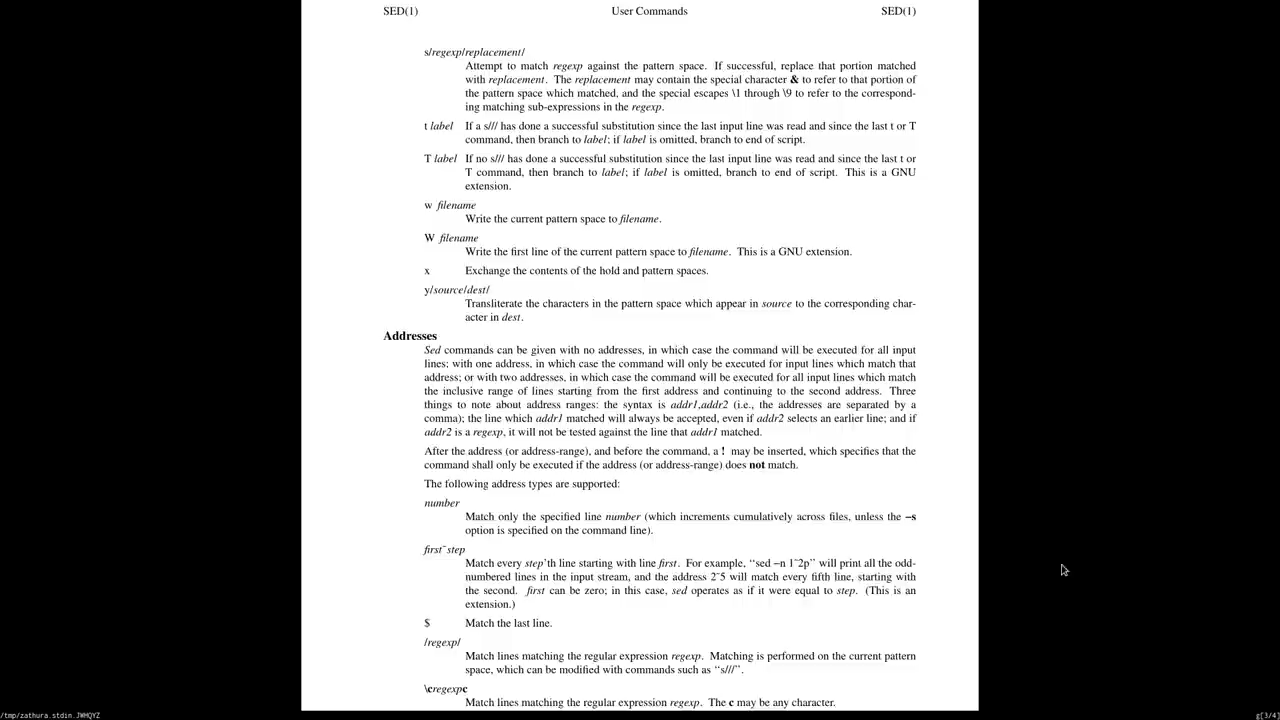 SED(1) User Commands SED(1)
s/regexp/replacement/
Attempt to match regexp against the pattern space. If successful, replace that portion matched
with replacement. The replacement may contain the special character & to refer to that portion of
the pattern space which matched, and the special escapes \1 through \9 to refer to the correspond-
ing matching sub-expressions in the regexp.
t label If a s/// has done a successful substitution since the last input line was read and since the last t or T
command, then branch to label; if label is omitted, branch to end of script.
T label If no s/// has done a successful substitution since the last input line was read and since the last t or
T command, then branch to label; if label is omitted, branch to end of script. This is a GNU
extension.
w filename
Write the current pattern space to filename.
W filename
Write the first line of the current pattern space to filename. This is a GNU extension.
x Exchange the contents of the hold and pattern spaces.
y/source/dest/
Transliterate the characters in the pattern space which appear in source to the corresponding char-
acter in dest.
Addresses
Sed commands can be given with no addresses, in which case the command will be executed for all input
lines; with one address, in which case the command will only be executed for input lines which match that
address; or with two addresses, in which case the command will be executed for all input lines which match
the inclusive range of lines starting from the first address and continuing to the second address. Three
things to note about address ranges: the syntax is addr1,addr2 (i.e., the addresses are separated by a
comma); the line which addr1 matched will always be accepted, even if addr2 selects an earlier line; and if
addr2 is a regexp, it will not be tested against the line that addr1 matched.
After the address (or address-range), and before the command, a ! may be inserted, which specifies that the
command shall only be executed if the address (or address-range) does not match.
The following address types are supported:
number
Match only the specified line number (which increments cumulatively across files, unless the −s
option is specified on the command line).
first˜step
Match every step'th line starting with line first. For example, ‘‘sed −n 1˜2p’’ will print all the odd-
numbered lines in the input stream, and the address 2˜5 will match every fifth line, starting with
the second. first can be zero; in this case, sed operates as if it were equal to step. (This is an
extension.)
$ Match the last line.
/regexp/
Match lines matching the regular expression regexp. Matching is performed on the current pattern
space, which can be modified with commands such as ‘‘s///’’.
\cregexpc
Match lines matching the regular expression regexp. The c may be any character.
/tmp/zathura.stdin.JWHQYZ g[3/4]